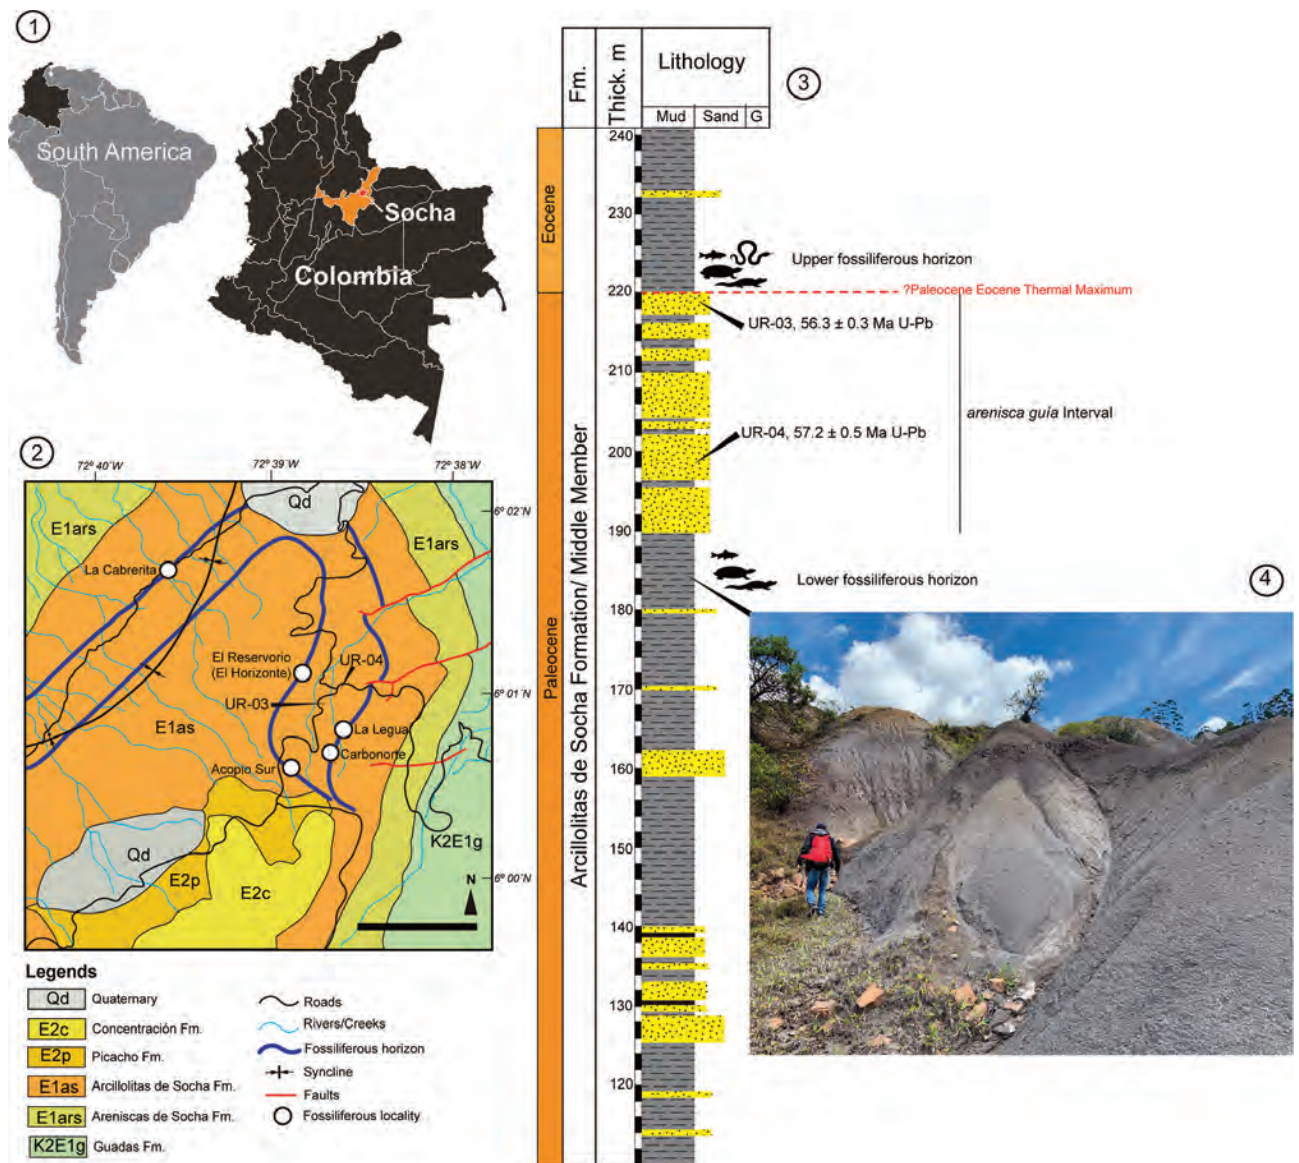 1
South America
Socha
Colombia
2
72° 40´W
72° 39´W
72° 38´W
6° 02´N
6° 01´N
6° 00´N
Qd
E1ars
E1ars
La Cabrerita
El Reservorio
(El Horizonte)
UR-04
UR-03
E1as
La Legua
Carbonorte
Acopio Sur
K2E1g
Qd
E2p
E2c
N
Legends
Qd Quaternary
E2c Concentración Fm.
E2p Picacho Fm.
E1as Arcillolitas de Socha Fm.
E1ars Areniscas de Socha Fm.
K2E1g Guadas Fm.
Roads
Rivers/Creeks
Fossiliferous horizon
Syncline
Faults
Fossiliferous locality
3
Fm.
Thick. m
Lithology
Mud Sand G
Eocene
Paleocene
Arcillolitas de Socha Formation/ Middle Member
240
230
220
210
200
190
180
170
160
150
140
130
120
Upper fossiliferous horizon
?Paleocene Eocene Thermal Maximum
UR-03, 56.3 ± 0.3 Ma U-Pb
arenisca guía Interval
UR-04, 57.2 ± 0.5 Ma U-Pb
Lower fossiliferous horizon
4